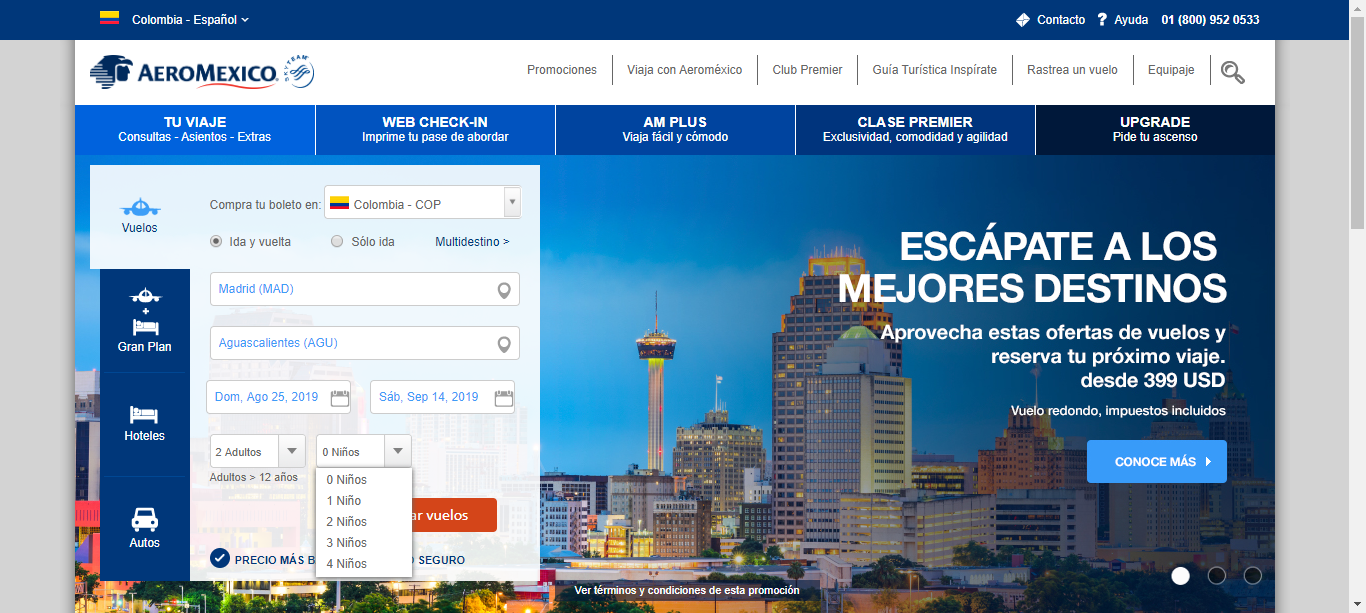 Colombia - Español
Contacto
Ayuda
01 (800) 952 0533
AEROMEXICO.
SKYTEAM
Promociones
Viaja con Aeroméxico
Club Premier
Guía Turística Inspírate
Rastrea un vuelo
Equipaje
TU VIAJE
Consultas - Asientos - Extras
WEB CHECK-IN
Imprime tu pase de abordar
AM PLUS
Viaja fácil y cómodo
CLASE PREMIER
Exclusividad, comodidad y agilidad
UPGRADE
Pide tu ascenso
Vuelos
+
Gran Plan
Hoteles
Autos
Compra tu boleto en:
Colombia - COP
Ida y vuelta
Sólo ida
Multidestino >
Madrid (MAD)
Aguascalientes (AGU)
Dom, Ago 25, 2019
Sáb, Sep 14, 2019
2 Adultos
0 Niños
Adultos > 12 años
0 Niños
1 Niño
2 Niños
3 Niños
4 Niños
ar vuelos
PRECIO MÁS B
SEGURO
ESCÁPATE A LOS
MEJORES DESTINOS
Aprovecha estas ofertas de vuelos y
reserva tu próximo viaje.
desde 399 USD
Vuelo redondo, impuestos incluidos
CONOCE MÁS
Ver términos y condiciones de esta promoción